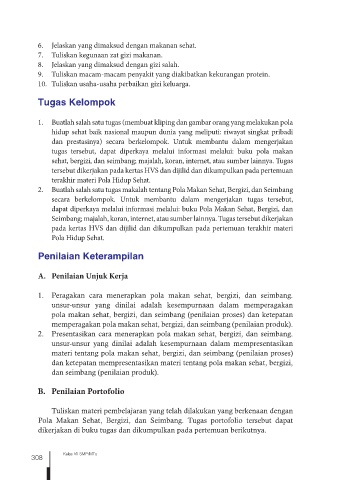 6. Jelaskan yang dimaksud dengan makanan sehat.
7. Tuliskan kegunaan zat gizi makanan.
8. Jelaskan yang dimaksud dengan gizi salah.
9. Tuliskan macam-macam penyakit yang diakibatkan kekurangan protein.
10. Tuliskan usaha-usaha perbaikan gizi keluarga.
Tugas Kelompok
1. Buatlah salah satu tugas (membuat kliping dan gambar orang yang melakukan pola
hidup sehat baik nasional maupun dunia yang meliputi: riwayat singkat pribadi
dan prestasinya) secara berkelompok. Untuk membantu dalam mengerjakan
tugas tersebut, dapat diperkaya melalui informasi melalui: buku pola makan
sehat, bergizi, dan seimbang; majalah, koran, internet, atau sumber lainnya. Tugas
tersebut dikerjakan pada kertas HVS dan dijilid dan dikumpulkan pada pertemuan
terakhir materi Pola Hidup Sehat.
2. Buatlah salah satu tugas makalah tentang Pola Makan Sehat, Bergizi, dan Seimbang
secara berkelompok. Untuk membantu dalam mengerjakan tugas tersebut,
dapat diperkaya melalui informasi melalui: buku Pola Makan Sehat, Bergizi, dan
Seimbang; majalah, koran, internet, atau sumber lainnya. Tugas tersebut dikerjakan
pada kertas HVS dan dijilid dan dikumpulkan pada pertemuan terakhir materi
Pola Hidup Sehat.
Penilaian Keterampilan
A. Penilaian Unjuk Kerja
1. Peragakan cara menerapkan pola makan sehat, bergizi, dan seimbang.
unsur-unsur yang dinilai adalah kesempurnaan dalam memperagakan
pola makan sehat, bergizi, dan seimbang (penilaian proses) dan ketepatan
memperagakan pola makan sehat, bergizi, dan seimbang (penilaian produk).
2. Presentasikan cara menerapkan pola makan sehat, bergizi, dan seimbang.
unsur-unsur yang dinilai adalah kesempurnaan dalam mempresentasikan
materi tentang pola makan sehat, bergizi, dan seimbang (penilaian proses)
dan ketepatan mempresentasikan materi tentang pola makan sehat, bergizi,
dan seimbang (penilaian produk).
B. Penilaian Portofolio
Tuliskan materi pembelajaran yang telah dilakukan yang berkenaan dengan
Pola Makan Sehat, Bergizi, dan Seimbang. Tugas portofolio tersebut dapat
dikerjakan di buku tugas dan dikumpulkan pada pertemuan berikutnya.
308 Kelas VII SMP/MTs